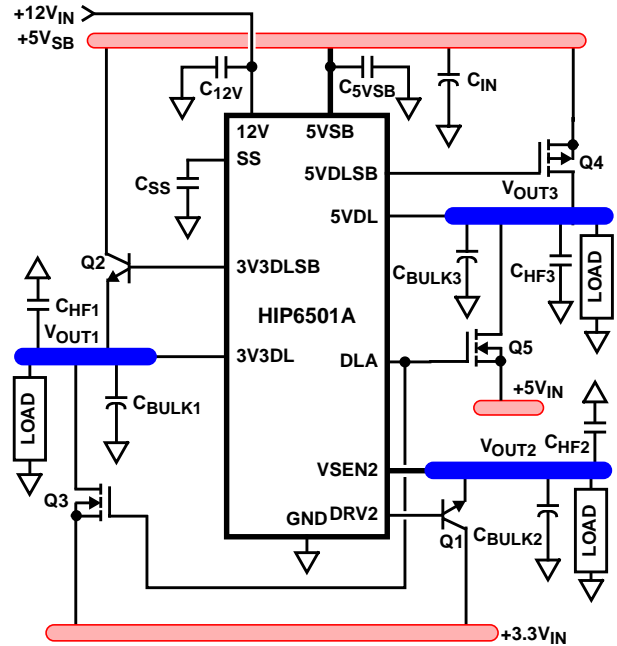 +12VIN
+5VSB
C12V
C5VSB
CIN
12V
5VSB
SS
CSS
5VDLSB
Q4
VOUT3
5VDL
Q2
3V3DLSB
CBULK3
CHF3
LOAD
CHF1
HIP6501A
VOUT1
3V3DL
DLA
Q5
+5VIN
LOAD
CBULK1
VOUT2
CHF2
VSEN2
Q3
GND
DRV2
Q1
CBULK2
LOAD
+3.3VIN